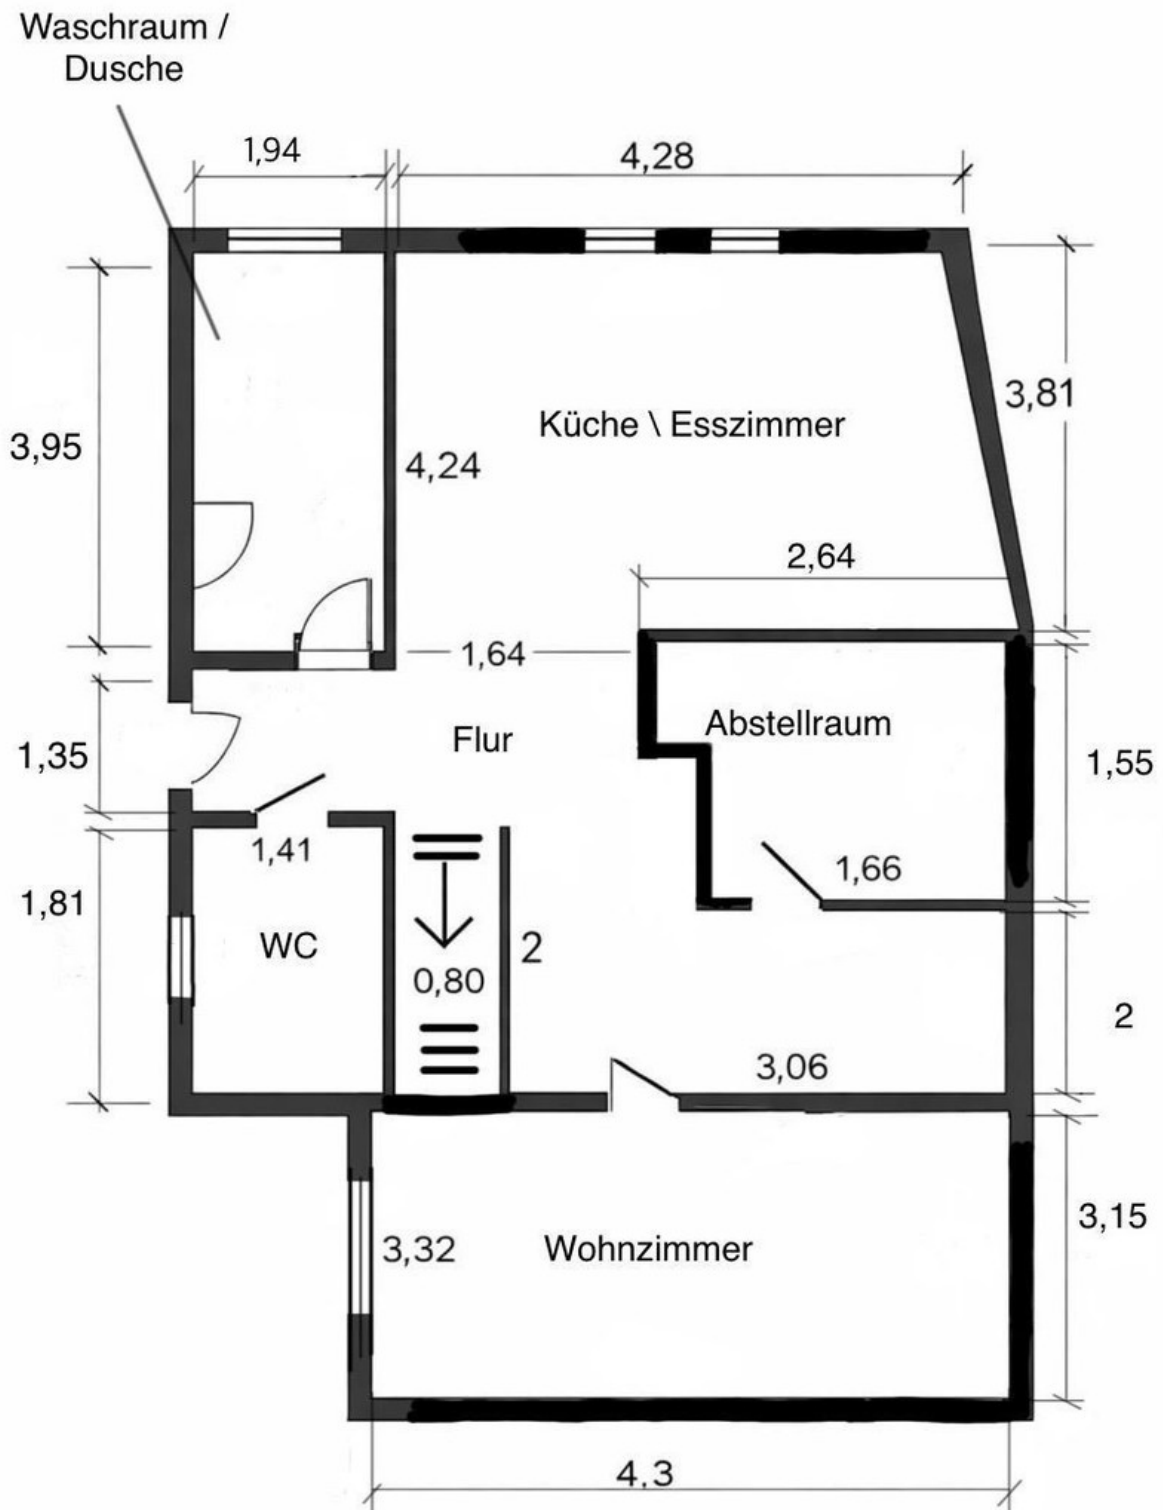 Waschraum /
Dusche
1,94
4,28
3,81
3,95
Küche \ Esszimmer
4,24
2,64
1,64
Abstellraum
Flur
1,35
1,55
1,41
1,66
1,81
WC
2
0,80
2
3,06
3,15
3,32
Wohnzimmer
4,3